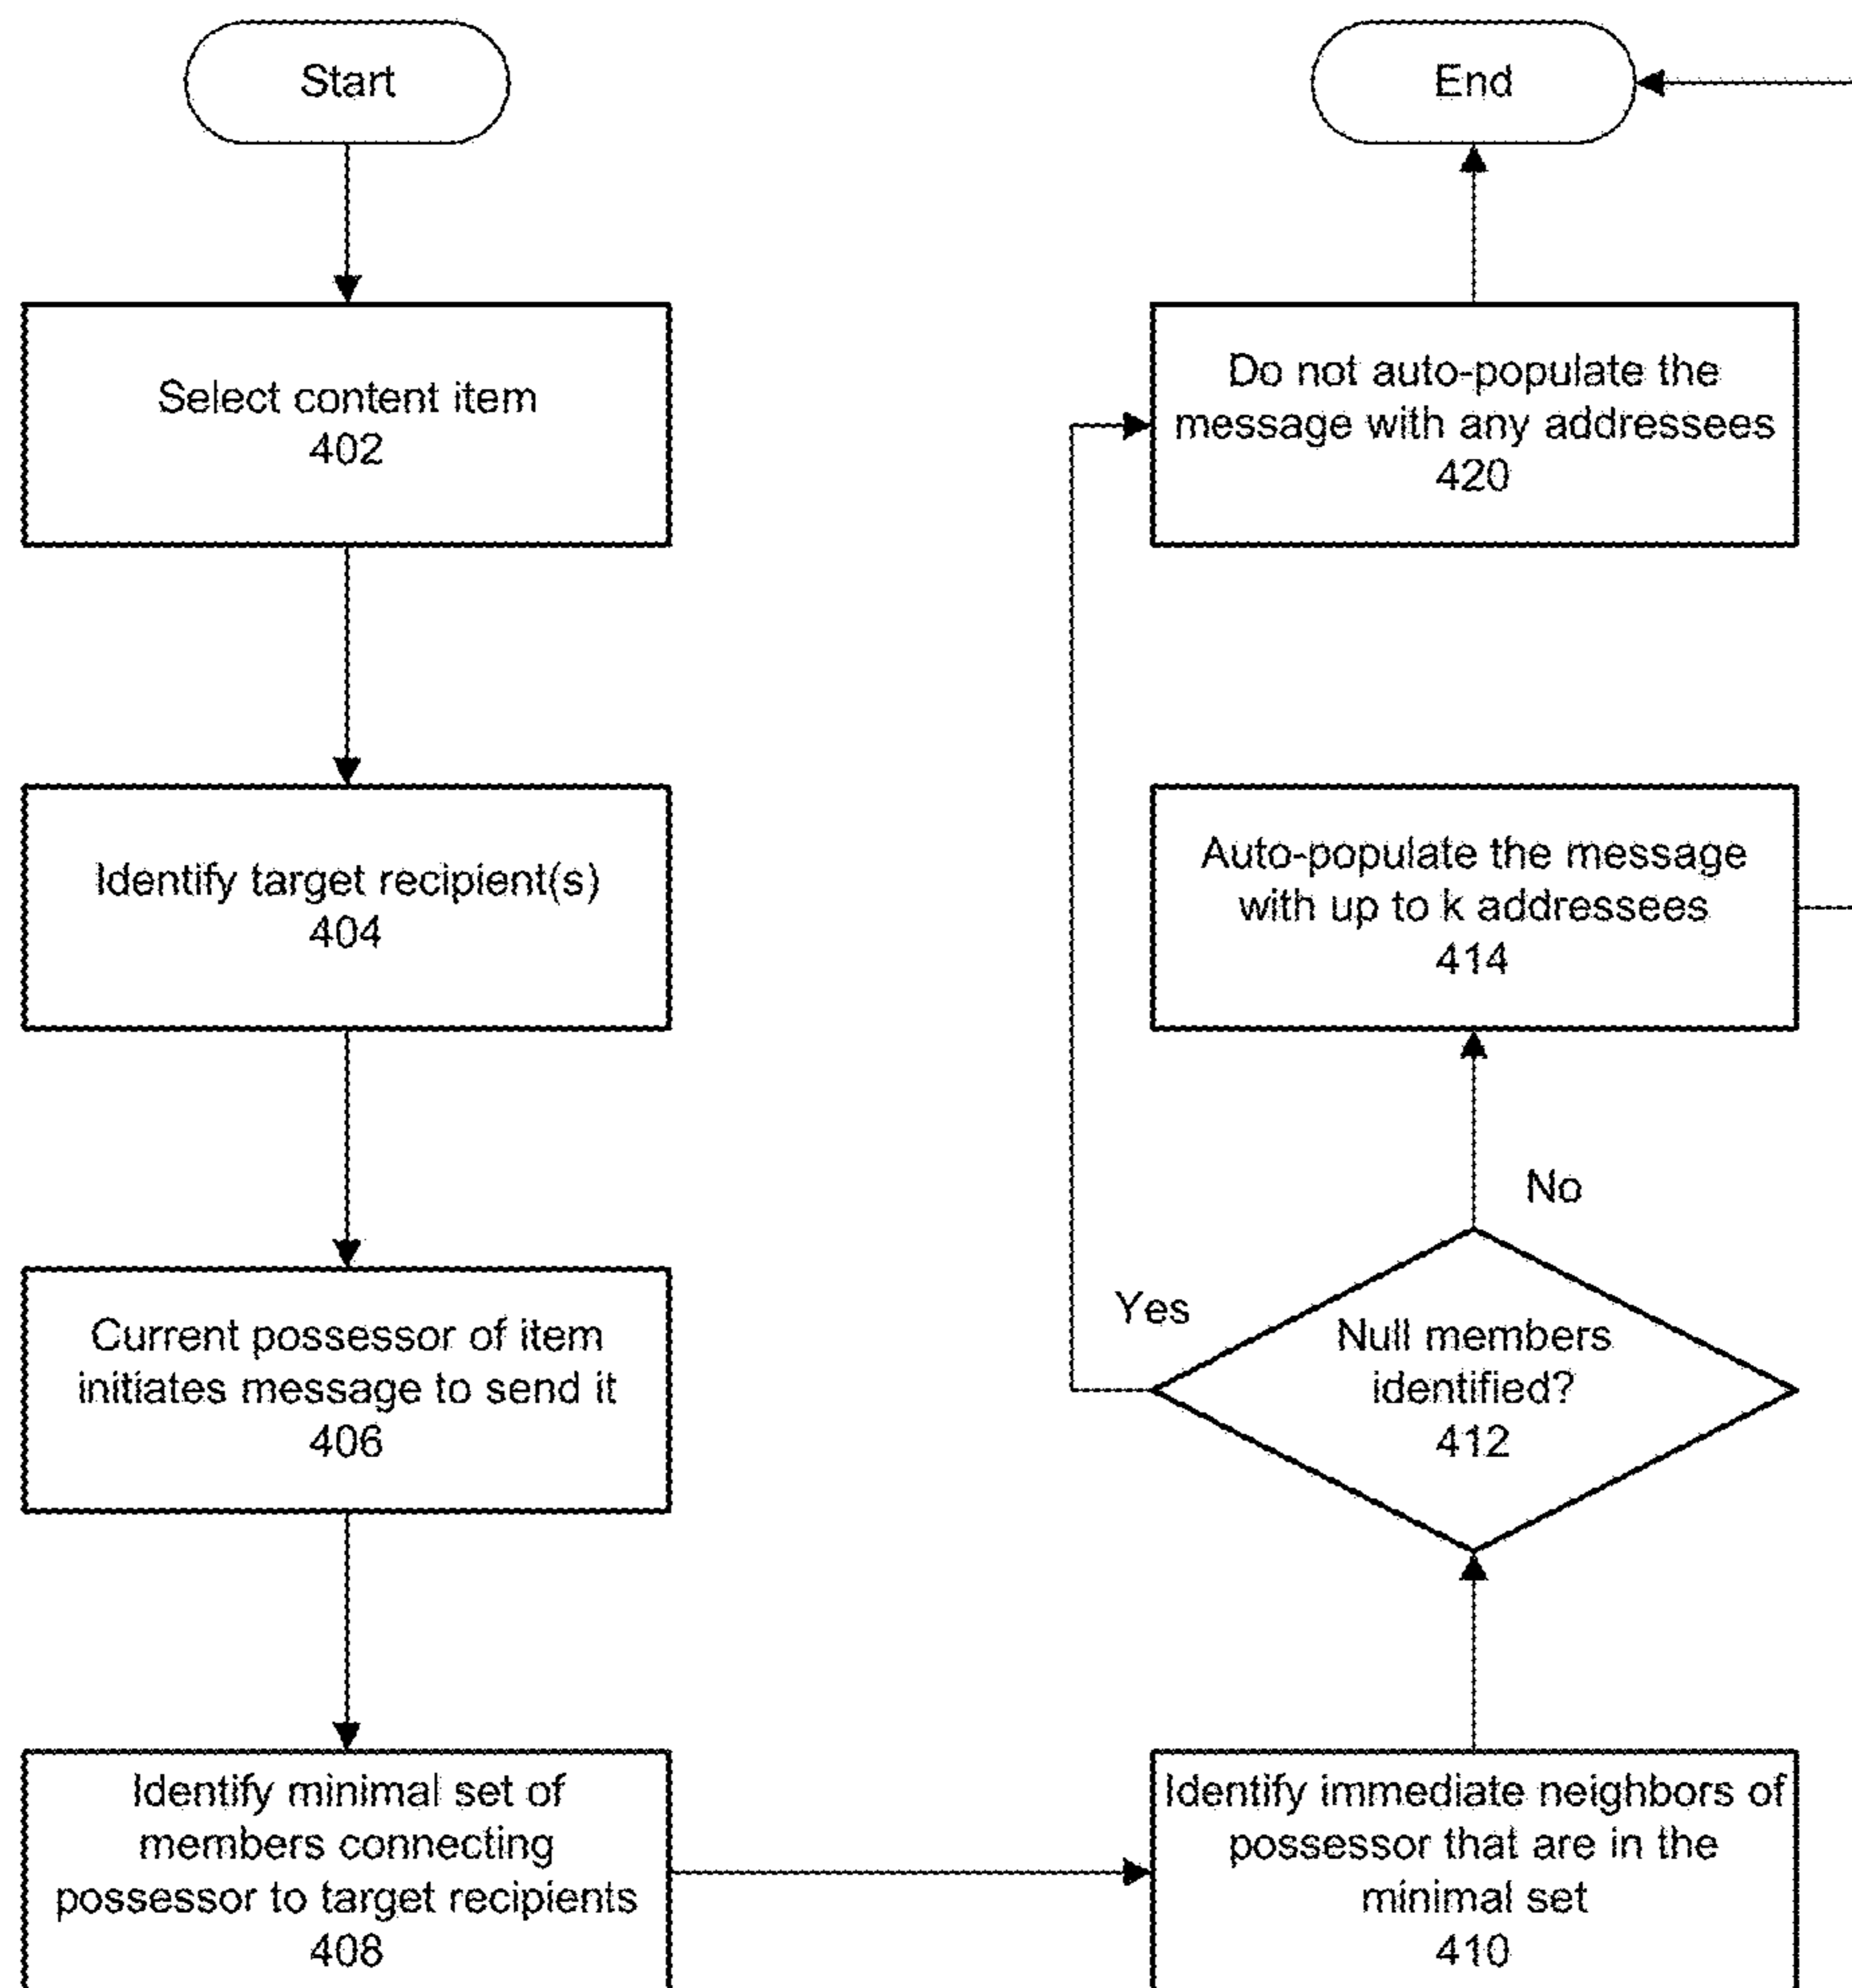 Start
Select content item
402
Identify target recipient(s)
404
Current possessor of item
initiates message to send it
406
Identify minimal set of
members connecting
possessor to target recipients
408
Identify immediate neighbors of
possessor that are in the
minimal set
410
Null members
identified?
412
Yes
No
Auto-populate the message
with up to k addressees
414
Do not auto-populate the
message with any addressees
420
End